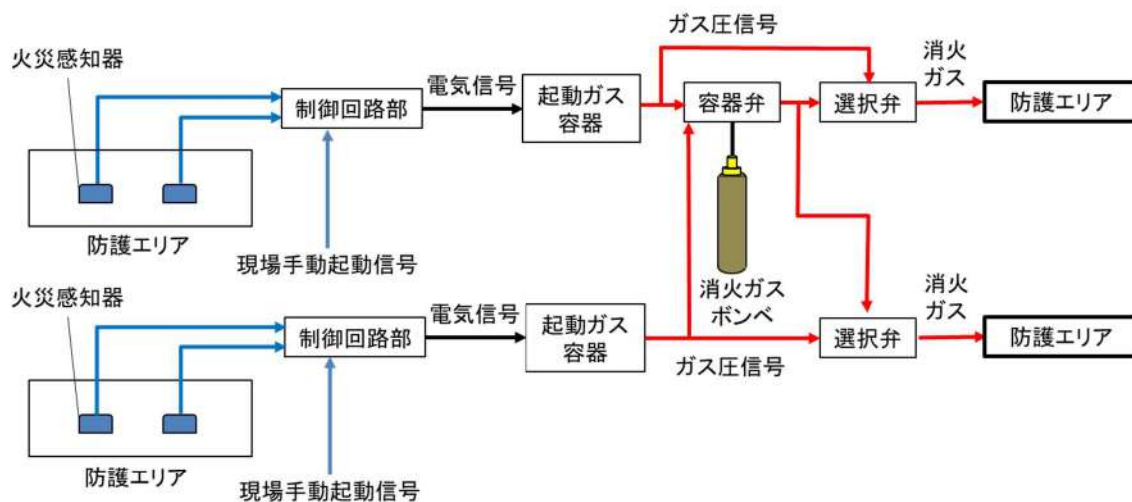 ガス圧信号
火災感知器
消火
ガス
電気信号
制御回路部
起動ガス
容器
容器弁
選択弁
防護エリア
防護エリア
現場手動起動信号
消火ガス
ボンベ
火災感知器
消火
ガス
電気信号
制御回路部
起動ガス
容器
選択弁
防護エリア
ガス圧信号
防護エリア
現場手動起動信号